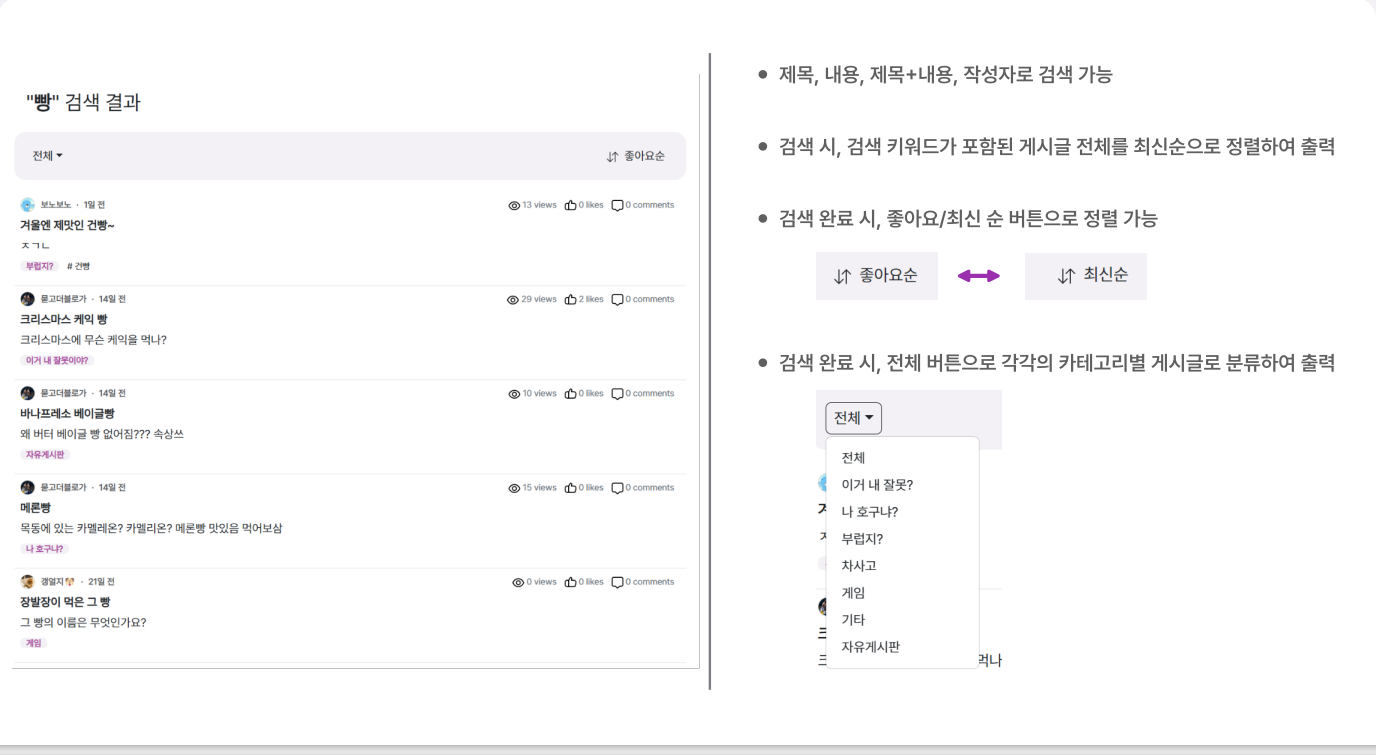 "빵" 검색 결과
전체
좋아요순
보노보노 · 1일 전
13 views 0 likes 0 comments
겨울엔 제맛인 건빵~
ㅊㄱㄴ
부럽지? # 건빵
묻고더블로가 · 14일 전
29 views 2 likes 0 comments
크리스마스 케익 빵
크리스마스에 무슨 케익을 먹나?
이거 내 잘못이야?
묻고더블로가 · 14일 전
10 views 0 likes 0 comments
바나프레소 베이글빵
왜 버터 베이글 빵 없어짐??? 속상쓰
자유게시판
묻고더블로가 · 14일 전
15 views 0 likes 0 comments
메론빵
목동에 있는 카멜레온? 카멜리온? 메론빵 맛있음 먹어보삼
나 호구냐?
갱얼지 · 21일 전
0 views 0 likes 0 comments
장발장이 먹은 그 빵
그 빵의 이름은 무엇인가요?
게임
• 제목, 내용, 제목+내용, 작성자로 검색 가능
• 검색 시, 검색 키워드가 포함된 게시글 전체를 최신순으로 정렬하여 출력
• 검색 완료 시, 좋아요/최신 순 버튼으로 정렬 가능
좋아요순
최신순
• 검색 완료 시, 전체 버튼으로 각각의 카테고리별 게시글로 분류하여 출력
전체
전체
이거 내 잘못?
나 호구냐?
부럽지?
차사고
게임
기타
자유게시판
먹나